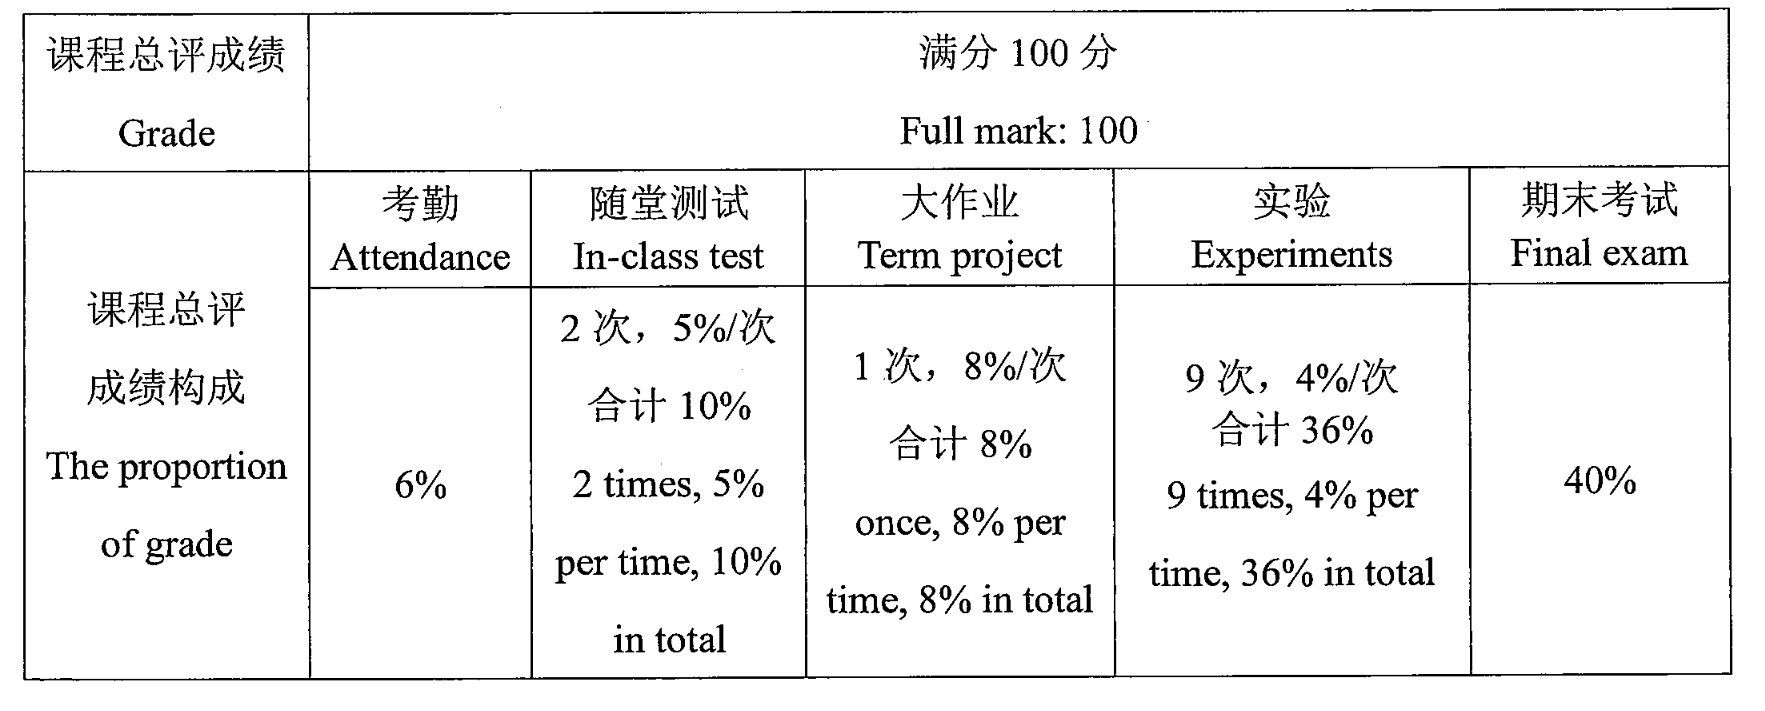 课程总评成绩
Grade
满分 100 分
Full mark: 100
课程总评
成绩构成
The proportion
of grade
考勤
Attendance
随堂测试
In-class test
大作业
Term project
实验
Experiments
期末考试
Final exam
6%
2 次，5%/次
合计 10%
2 times, 5%
per time, 10%
in total
1 次，8%/次
合计 8%
once, 8% per
time, 8% in total
9 次，4%/次
合计 36%
9 times, 4% per
time, 36% in total
40%